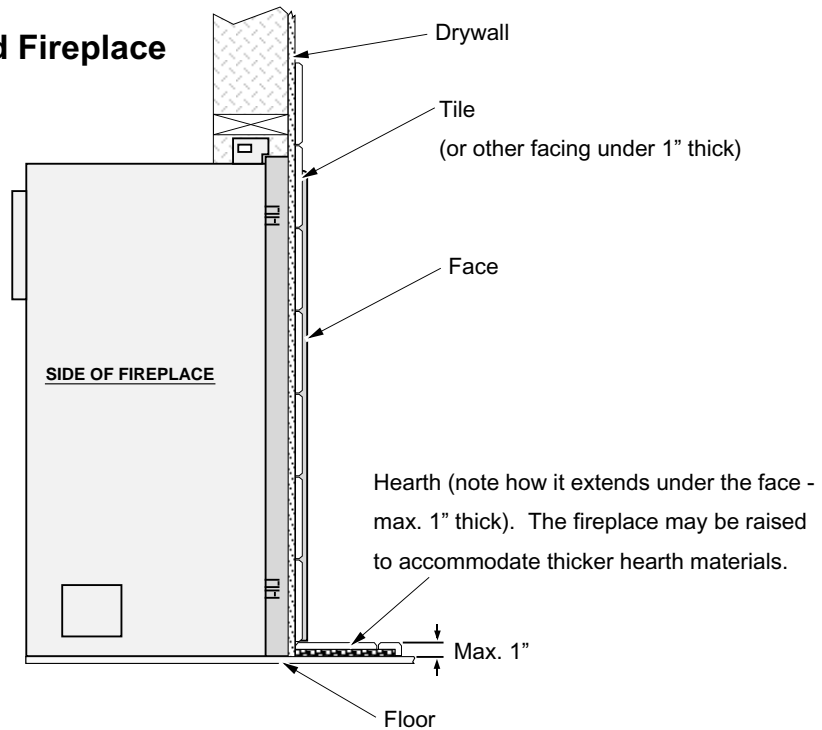 d Fireplace
Drywall
Tile
(or other facing under 1” thick)
Face
SIDE OF FIREPLACE
Hearth (note how it extends under the face -
max. 1” thick).  The fireplace may be raised
to accommodate thicker hearth materials.
Max. 1”
Floor